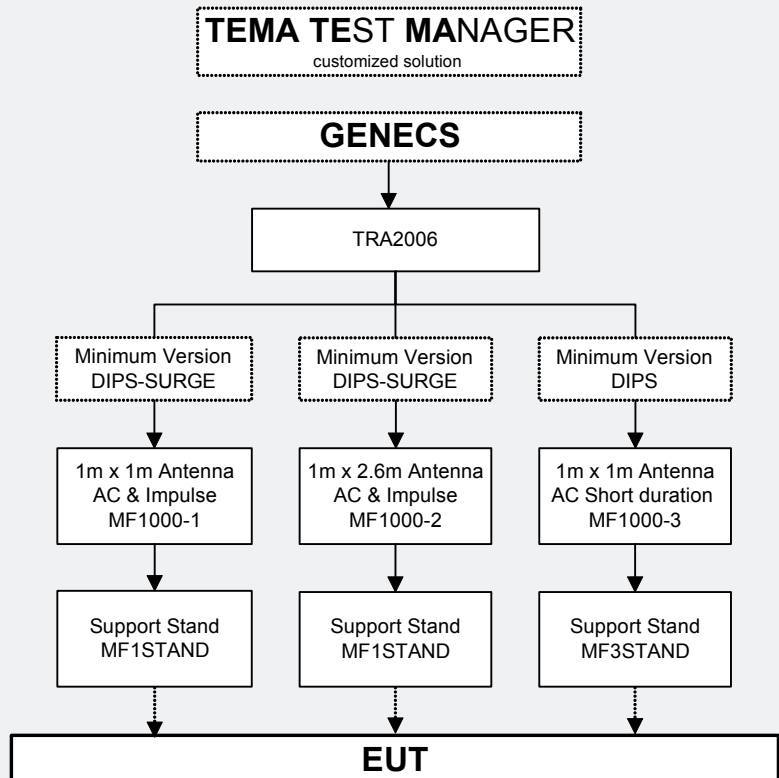 TEMA TEST MANAGER
customized solution
GENECS
TRA2006
Minimum Version
DIPS-SURGE
Minimum Version
DIPS-SURGE
Minimum Version
DIPS
1m x 1m Antenna
AC & Impulse
MF1000-1
1m x 2.6m Antenna
AC & Impulse
MF1000-2
1m x 1m Antenna
AC Short duration
MF1000-3
Support Stand
MF1STAND
Support Stand
MF1STAND
Support Stand
MF3STAND
EUT